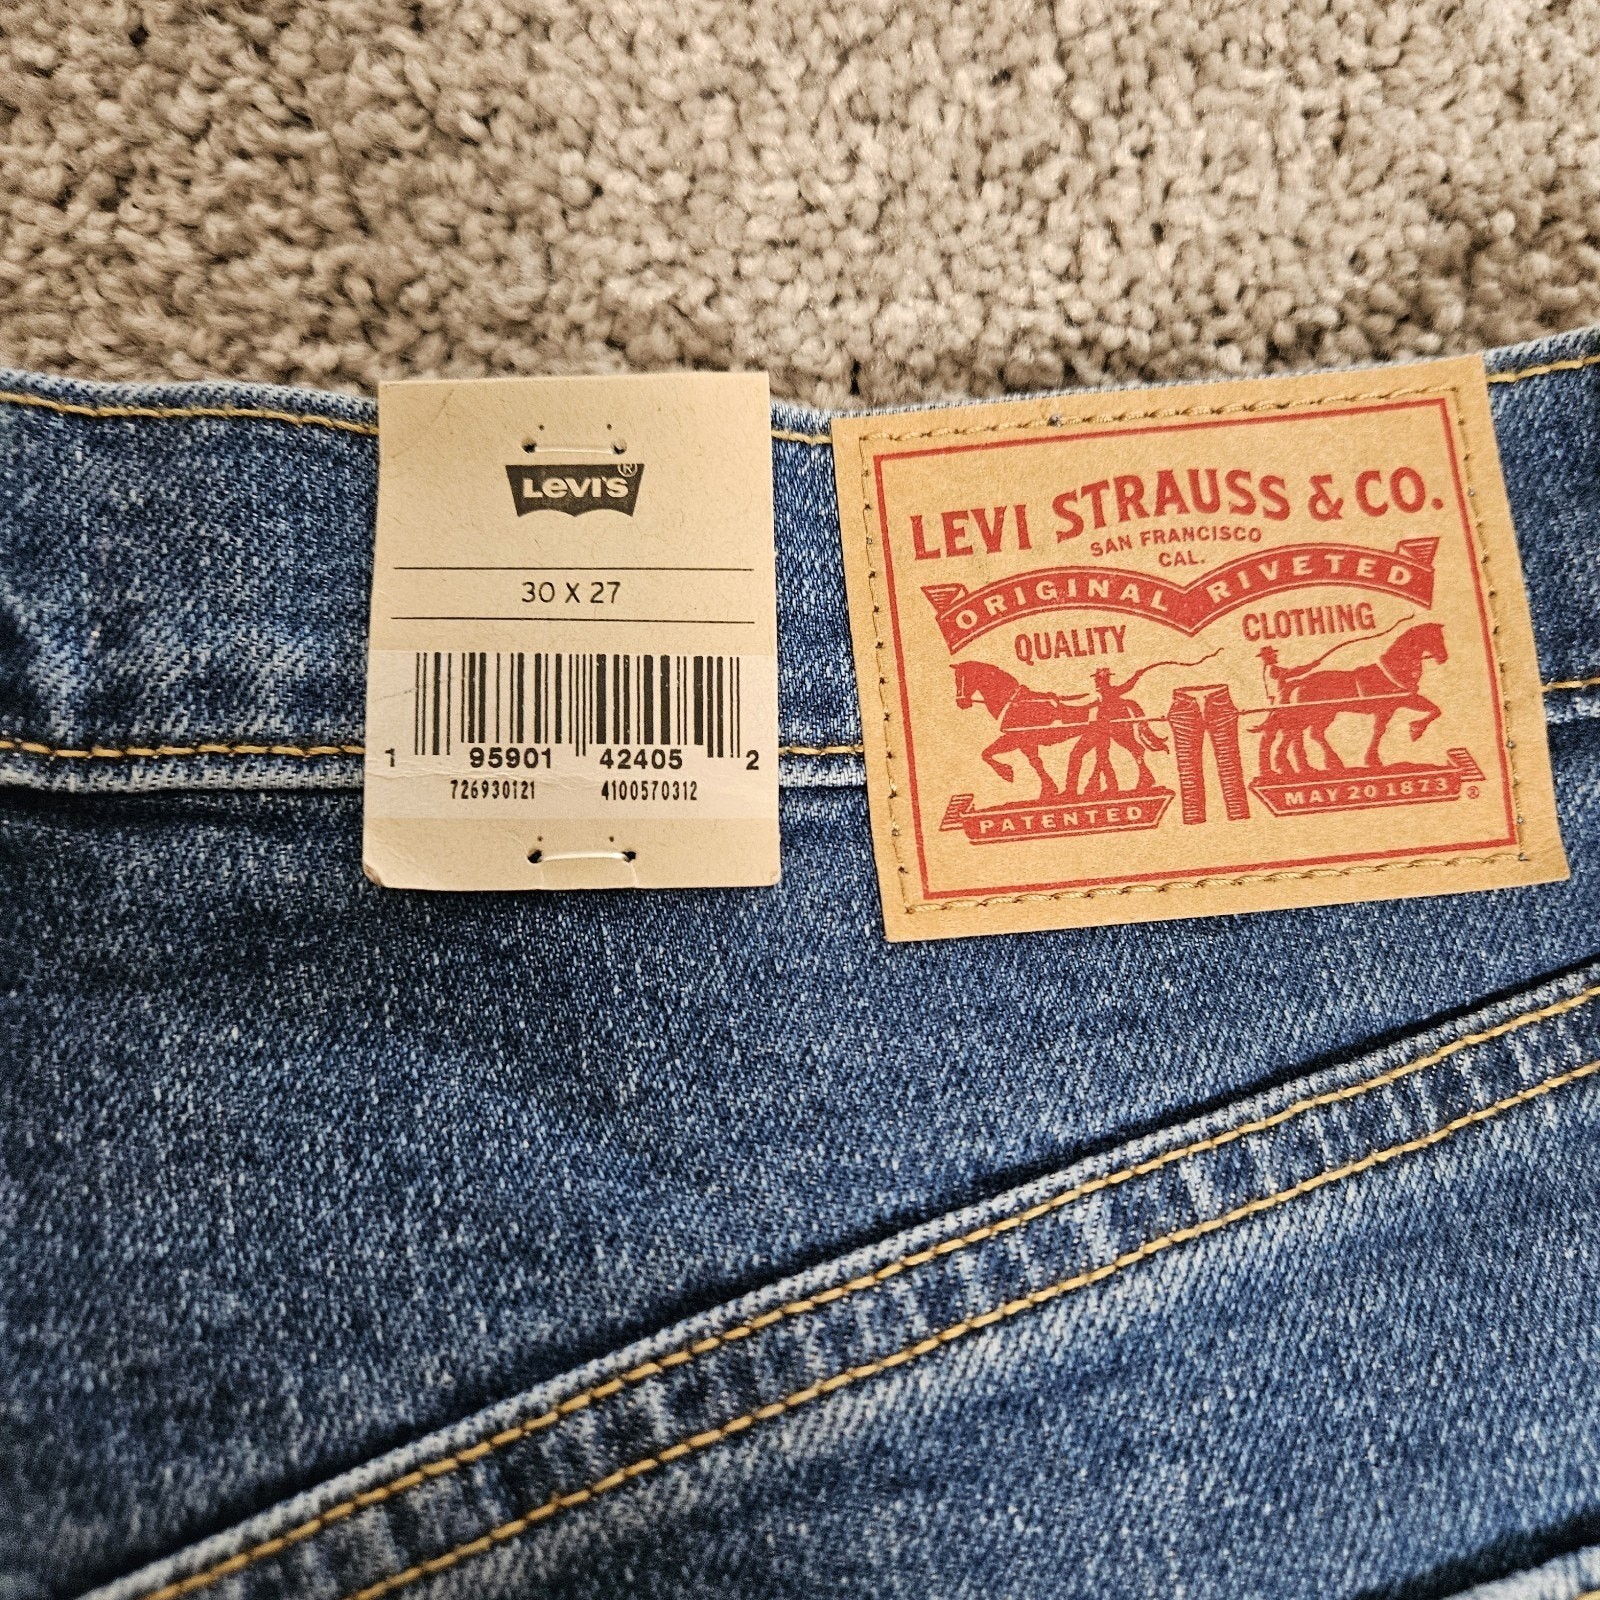 LEVI'S®
30 X 27
1 95901 42405 2
726930121 4100570312
LEVI STRAUSS & CO.
SAN FRANCISCO
CAL.
ORIGINAL RIVETED
QUALITY CLOTHING
PATENTED MAY 20 1873 ®